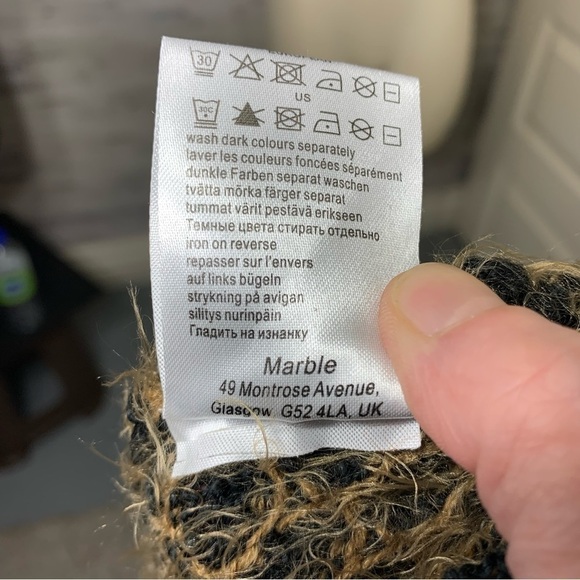 30
US
30C
wash dark colours separately
laver les couleurs foncées séparément
dunkle Farben separat waschen
tvätta mörka färger separat
tummat värit pestävä erikseen
Темные цвета стирать отдельно
iron on reverse
repasser sur l'envers
auf links bügeln
strykning på avigan
silitys nurinpäin
Гладить на изнанку
Marble
49 Montrose Avenue,
Glasgow G52 4LA, UK